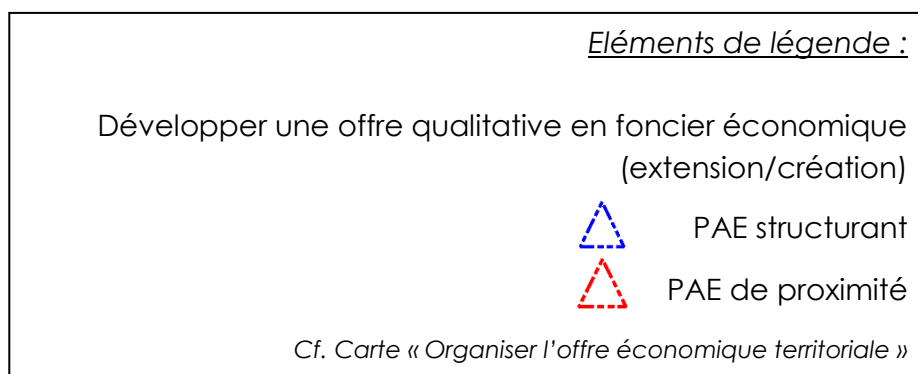 Eléments de légende :
Développer une offre qualitative en foncier économique
(extension/création)
PAE structurant
PAE de proximité
Cf. Carte « Organiser l’offre économique territoriale »